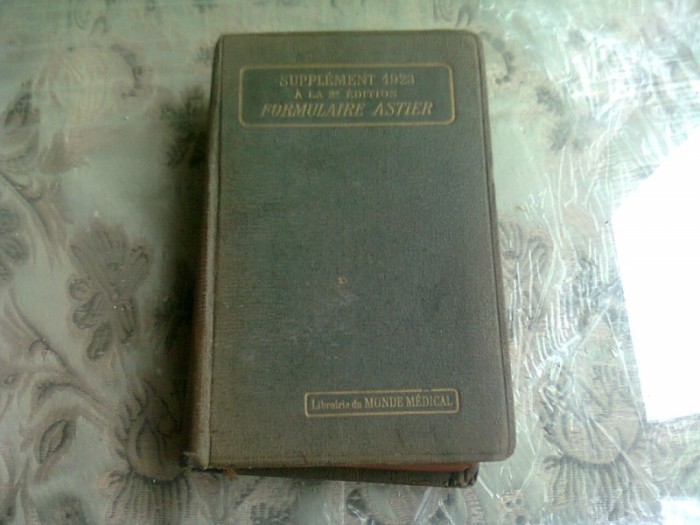 SUPPLÉMENT 1923
À LA 2e ÉDITION
FORMULAIRE ASTIER
Librairie du MONDE MÉDICAL